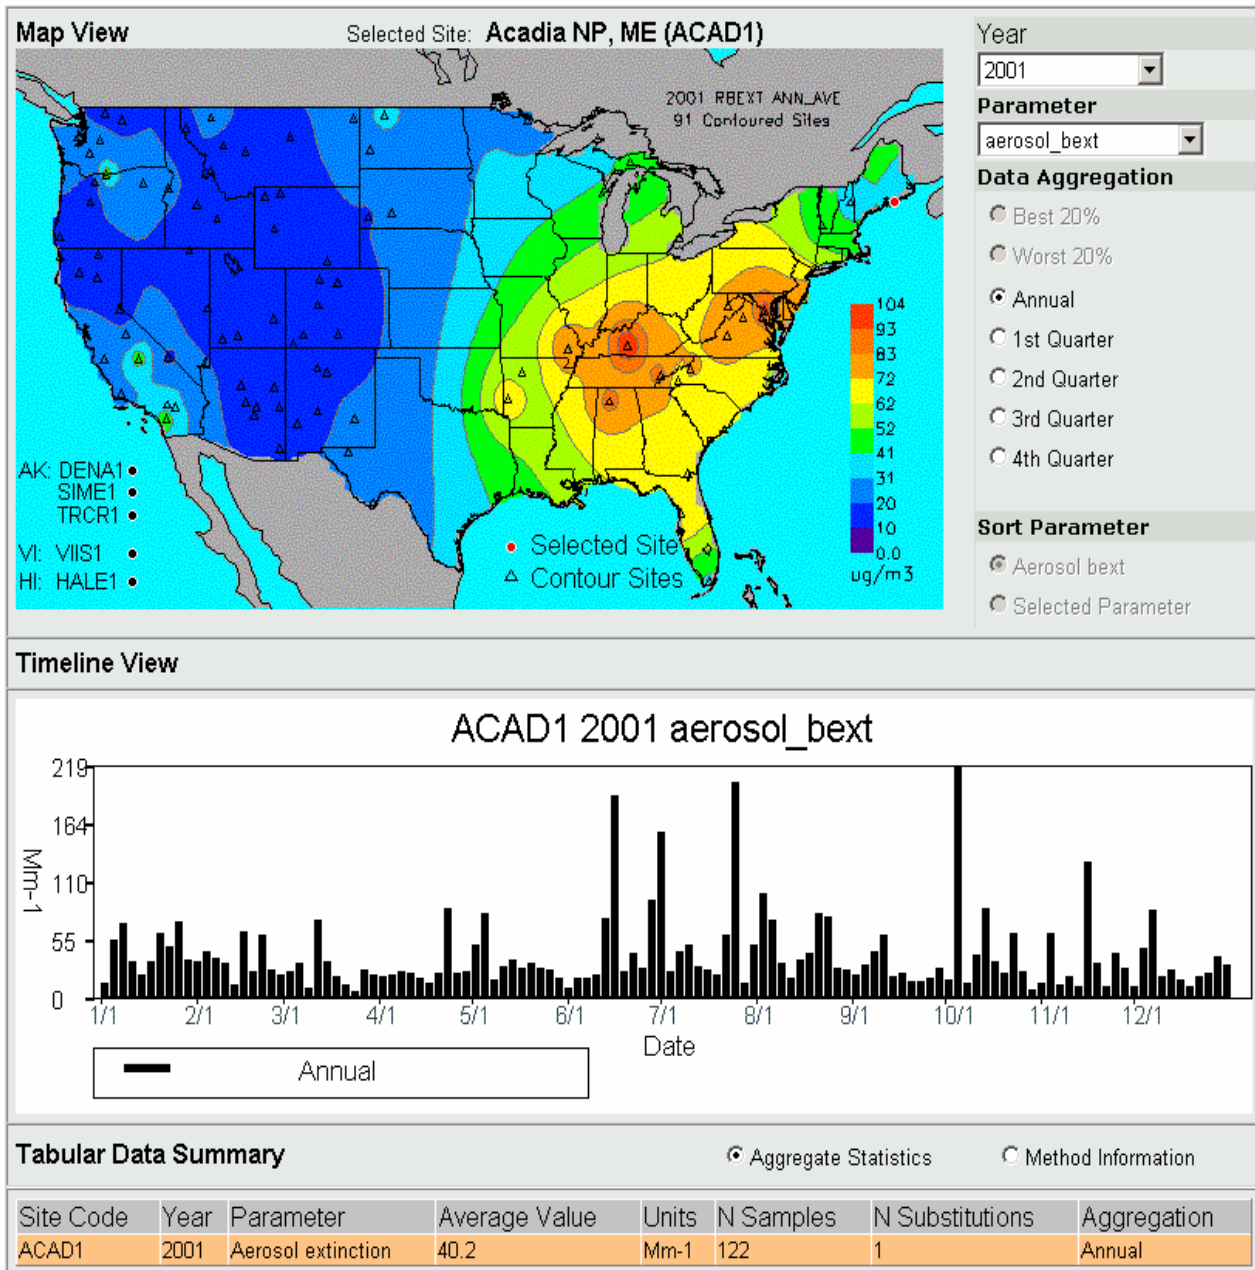 Map View
Selected Site: Acadia NP, ME (ACAD1)
2001 RBEXT ANN_AVE
91 Contoured Sites
104
93
83
72
62
52
41
31
20
10
0.0
ug/m3
AK: DENA1
SIME1
TRCR1
VI: VIIS1
HI: HALE1
Selected Site
Contour Sites
Year
2001
Parameter
aerosol_bext
Data Aggregation
Best 20%
Worst 20%
Annual
1st Quarter
2nd Quarter
3rd Quarter
4th Quarter
Sort Parameter
Aerosol bext
Selected Parameter
Timeline View
ACAD1 2001 aerosol_bext
219
164
110
55
0
Mm-1
1/1 2/1 3/1 4/1 5/1 6/1 7/1 8/1 9/1 10/1 11/1 12/1
Date
Annual
Tabular Data Summary
Aggregate Statistics
Method Information
Site Code Year Parameter Average Value Units N Samples N Substitutions Aggregation
ACAD1 2001 Aerosol extinction 40.2 Mm-1 122 1 Annual